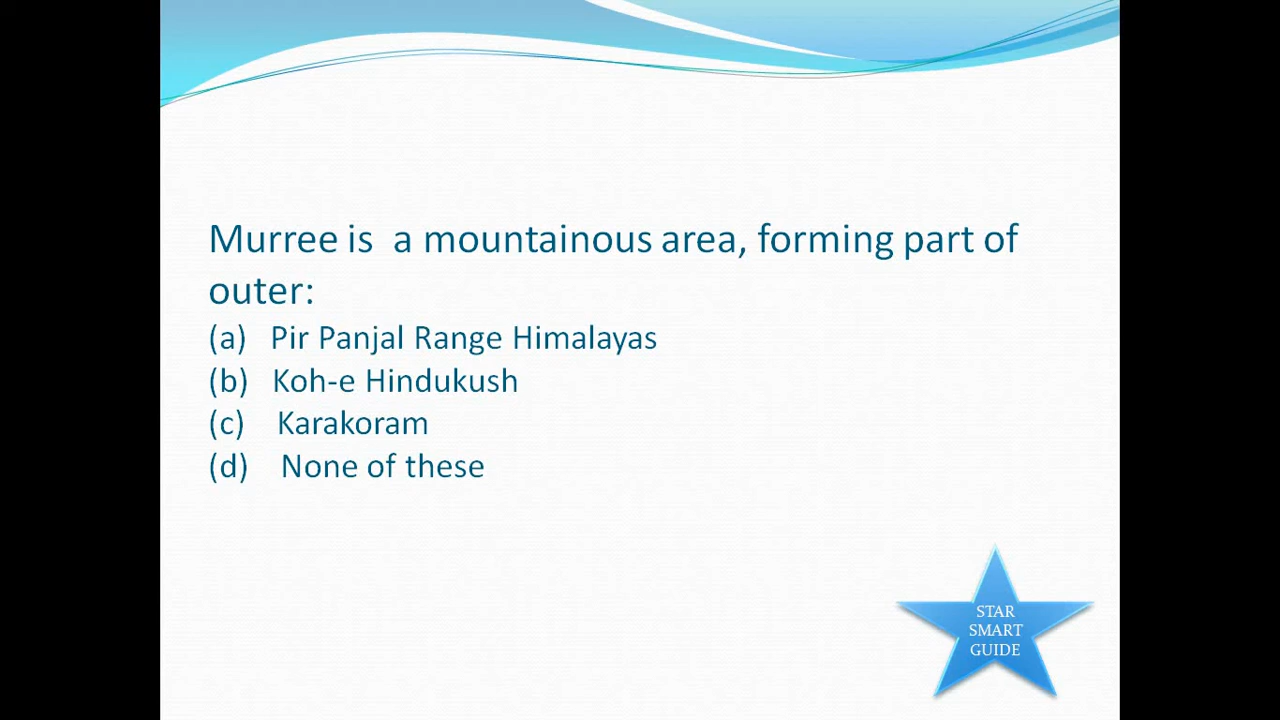 Murree is  a mountainous area, forming part of
outer:
(a)   Pir Panjal Range Himalayas
(b)   Koh-e Hindukush
(c)    Karakoram
(d)    None of these
STAR
SMART
GUIDE